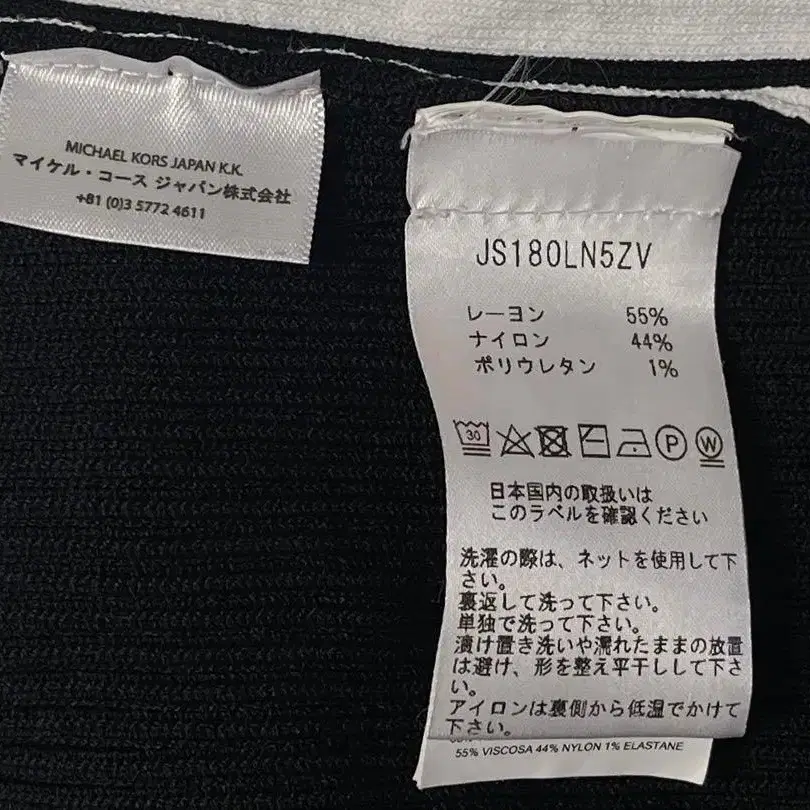 MICHAEL KORS JAPAN K.K.
マイケル・コース ジャパン株式会社
+81 (0)3 5772 4611
JS180LN5ZV
レーヨン 55%
ナイロン 44%
ポリウレタン 1%
30 P W
日本国内の取扱いは
このラベルを確認ください
洗濯の際は、ネットを使用して下
さい。
裏返して洗って下さい。
単独で洗って下さい。
漬け置き洗いや濡れたままの放置
は避け、形を整え平干しして下さ
い。
アイロンは裏側から低温でかけて
下さい。
55% VISCOSA 44% NYLON 1% ELASTANE